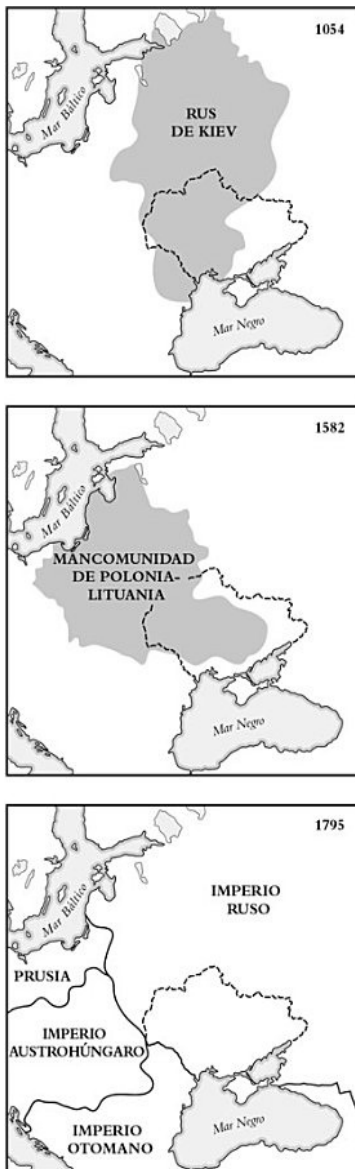 1054
RUS
DE KIEV
Mar Báltico
Mar Negro
1582
Mar Báltico
MANCOMUNIDAD
DE POLONIA-
LITUANIA
Mar Negro
1795
Mar Báltico
IMPERIO
RUSO
PRUSIA
IMPERIO
AUSTROHÚNGARO
IMPERIO
OTOMANO
Mar Negro